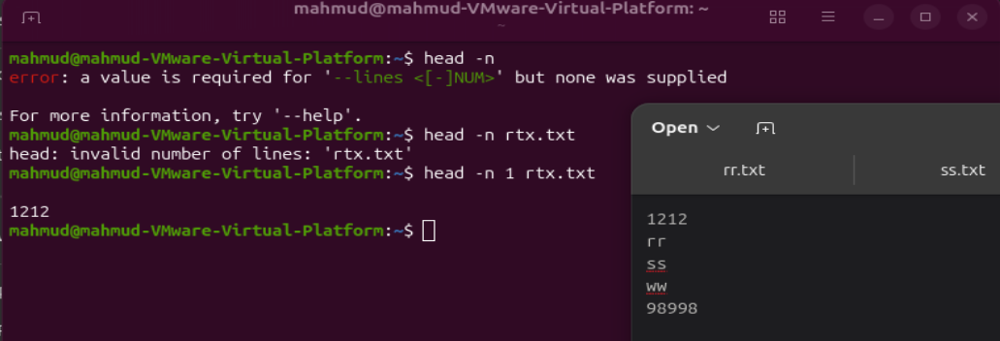 mahmud@mahmud-VMware-Virtual-Platform: ~
~
mahmud@mahmud-VMware-Virtual-Platform:~$ head -n
error: a value is required for '--lines <[-]NUM>' but none was supplied
For more information, try '--help'.
mahmud@mahmud-VMware-Virtual-Platform:~$ head -n rtx.txt
head: invalid number of lines: 'rtx.txt'
mahmud@mahmud-VMware-Virtual-Platform:~$ head -n 1 rtx.txt
1212
mahmud@mahmud-VMware-Virtual-Platform:~$
Open
rr.txt
ss.txt
1212
rr
ss
ww
98998